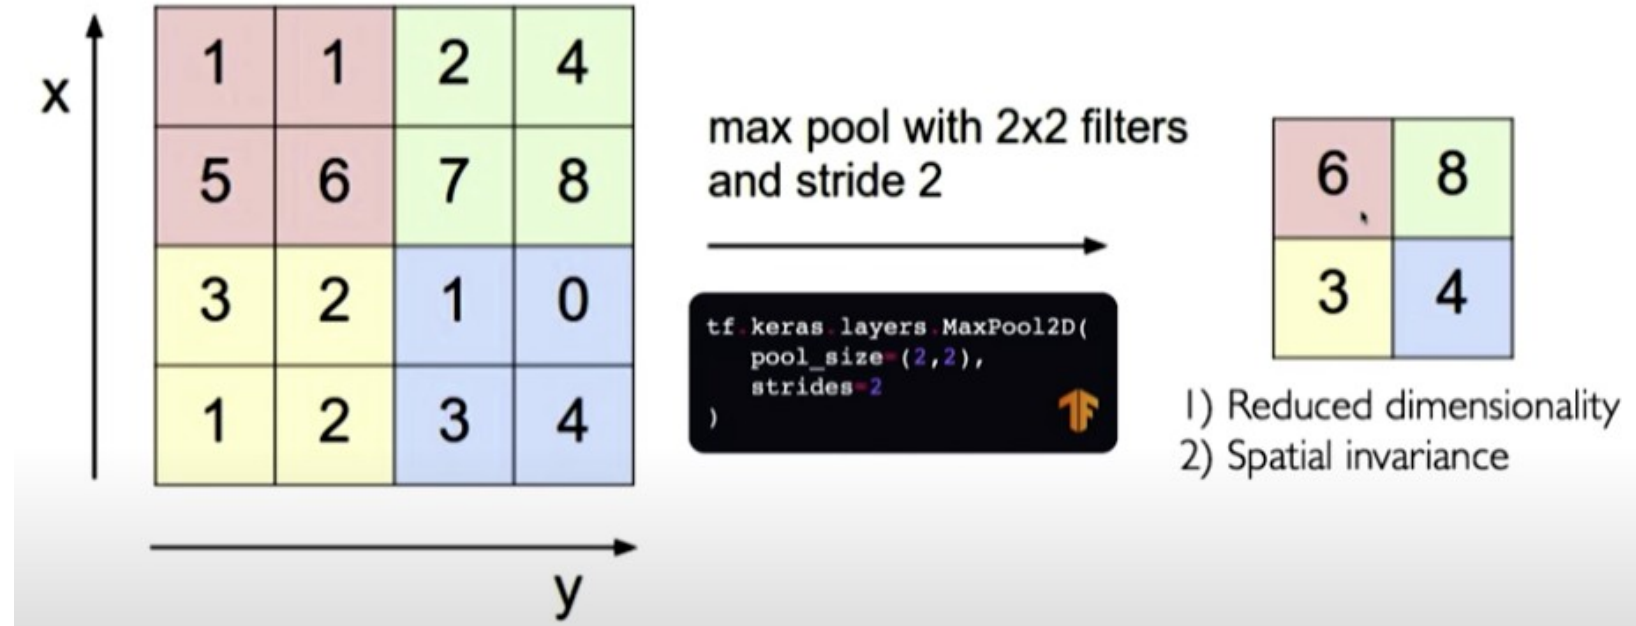 x
1 1 2 4
5 6 7 8
3 2 1 0
1 2 3 4
y
max pool with 2x2 filters
and stride 2
tf.keras.layers.MaxPool2D(
pool_size=(2,2),
strides=2
)
6 8
3 4
1) Reduced dimensionality
2) Spatial invariance